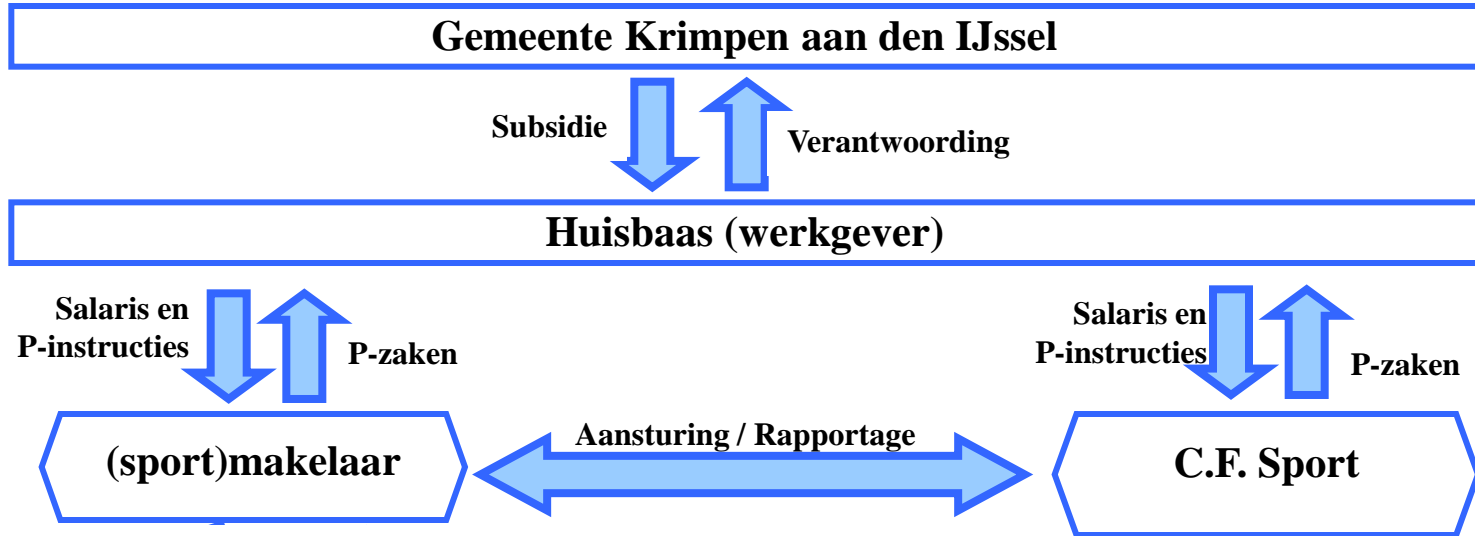 Gemeente Krimpen aan den IJssel
Subsidie
Verantwoording
Huisbaas (werkgever)
Salaris en
P-instructies
P-zaken
Salaris en
P-instructies
P-zaken
(sport)makelaar
Aansturing / Rapportage
C.F. Sport